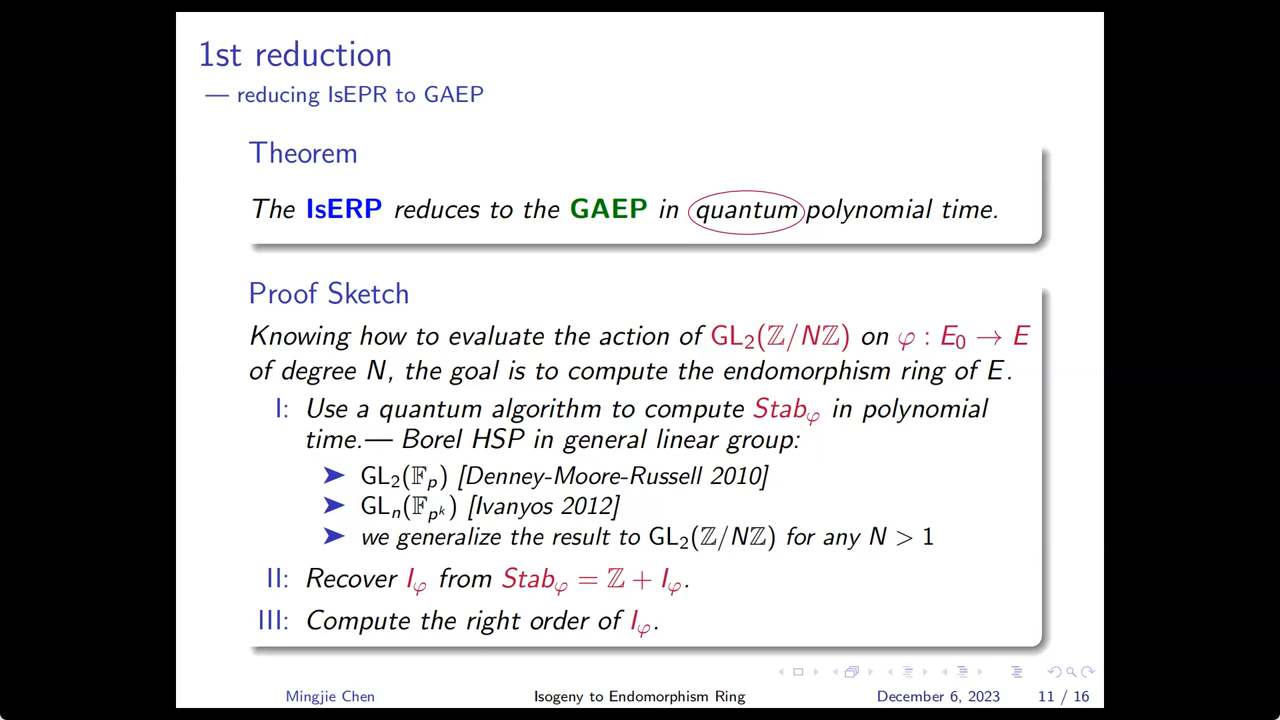 1st reduction
— reducing IsEPR to GAEP
Theorem
The IsERP reduces to the GAEP in quantum polynomial time.
Proof Sketch
Knowing how to evaluate the action of GL₂(ℤ/Nℤ) on φ : E₀ → E
of degree N, the goal is to compute the endomorphism ring of E.
I: Use a quantum algorithm to compute Stab_φ in polynomial
time.— Borel HSP in general linear group:
➤ GL₂(𝔽_p) [Denney-Moore-Russell 2010]
➤ GL_n(𝔽_{p^k}) [Ivanyos 2012]
➤ we generalize the result to GL₂(ℤ/Nℤ) for any N > 1
II: Recover I_φ from Stab_φ = ℤ + I_φ.
III: Compute the right order of I_φ.
Mingjie Chen Isogeny to Endomorphism Ring December 6, 2023 11 / 16